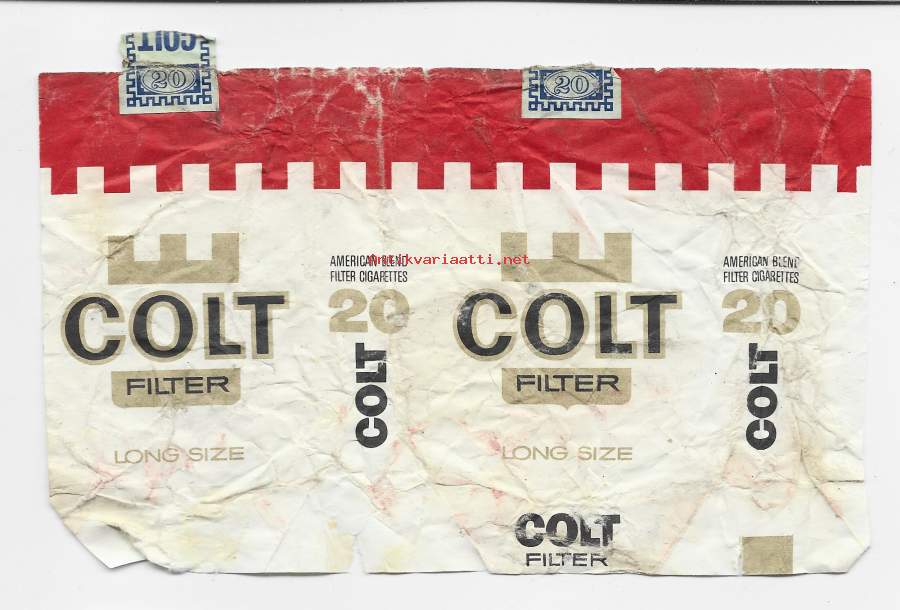 COLT
20
20
Antikvariaatti.net
AMERICAN BLEND
FILTER CIGARETTES
20
COLT
FILTER
LONG SIZE
COLT
AMERICAN BLEND
FILTER CIGARETTES
20
COLT
FILTER
LONG SIZE
COLT
COLT
FILTER